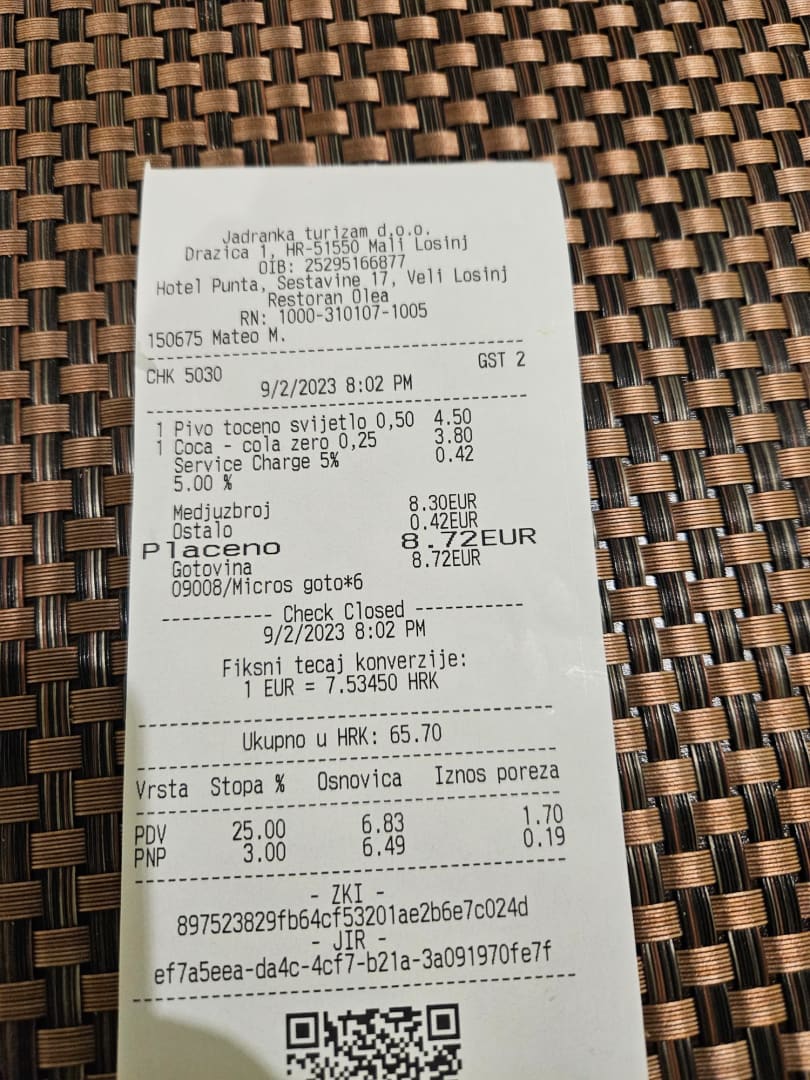 Jadranka turizam d.o.o.
Drazica 1, HR-51550 Mali Losinj
OIB: 25295166877
Hotel Punta, Sestavine 17, Veli Losinj
Restoran Olea
RN: 1000-310107-1005
150675 Mateo M.
CHK 5030 GST 2
9/2/2023 8:02 PM
1 Pivo toceno svijetlo 0,50 4.50
1 Coca - cola zero 0,25 3.80
Service Charge 5% 0.42
5.00 %
Medjuzbroj 8.30EUR
Ostalo 0.42EUR
Placeno 8.72EUR
Gotovina 8.72EUR
09008/Micros goto*6
----------- Check Closed -----------
9/2/2023 8:02 PM
Fiksni tecaj konverzije:
1 EUR = 7.53450 HRK
Ukupno u HRK: 65.70
Vrsta Stopa % Osnovica Iznos poreza
PDV 25.00 6.83 1.70
PNP 3.00 6.49 0.19
- ZKI -
897523829fb64cf53201ae2b6e7c024d
- JIR -
ef7a5eea-da4c-4cf7-b21a-3a091970fe7f